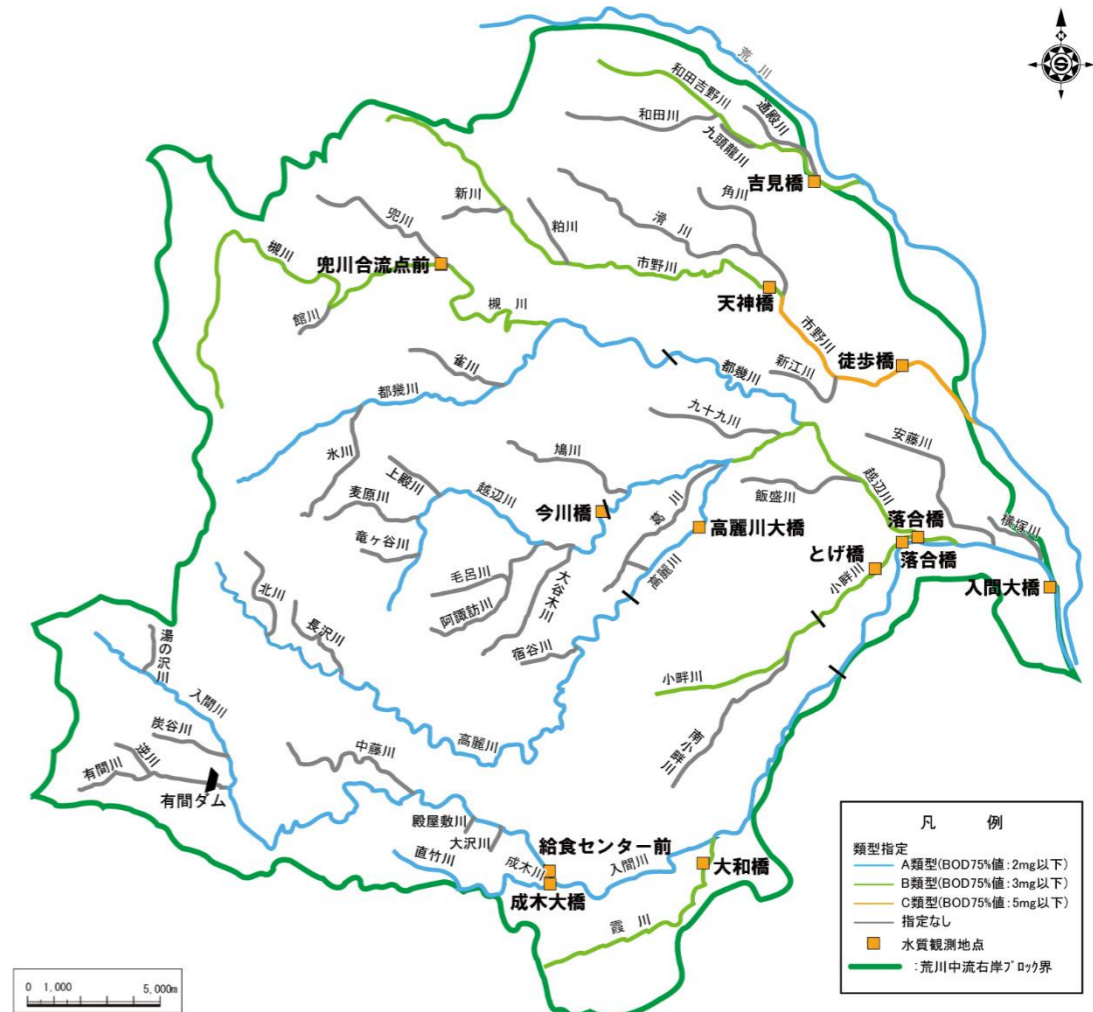 荒川
和田吉野川
和田川
通殿川
九頭龍川
吉見橋
角川
滑川
新川
粕川
兜川
槻川
兜川合流点前
市野川
天神橋
館川
槻川
市野川
徒歩橋
新江川
雀川
都幾川
都幾川
九十九川
安藤川
氷川
上殿川
鳩川
越辺川
飯盛川
越辺川
麦原川
今川橋
葛川
高麗川大橋
落合橋
横塚川
竜ヶ谷川
とげ橋
落合橋
入間大橋
毛呂川
大谷木川
高麗川
小畔川
阿諏訪川
北川
長沢川
宿谷川
湯の沢川
入間川
小畔川
南小畔川
炭谷川
高麗川
中藤川
逆川
有間川
有間ダム
殿屋敷川
大沢川
給食センター前
直竹川
成木川
入間川
大和橋
成木大橋
霞川
凡 例
類型指定
A類型(BOD75%値:2mg以下)
B類型(BOD75%値:3mg以下)
C類型(BOD75%値:5mg以下)
指定なし
水質観測地点
:荒川中流右岸ブロック界
0 1,000 5,000m
N
S